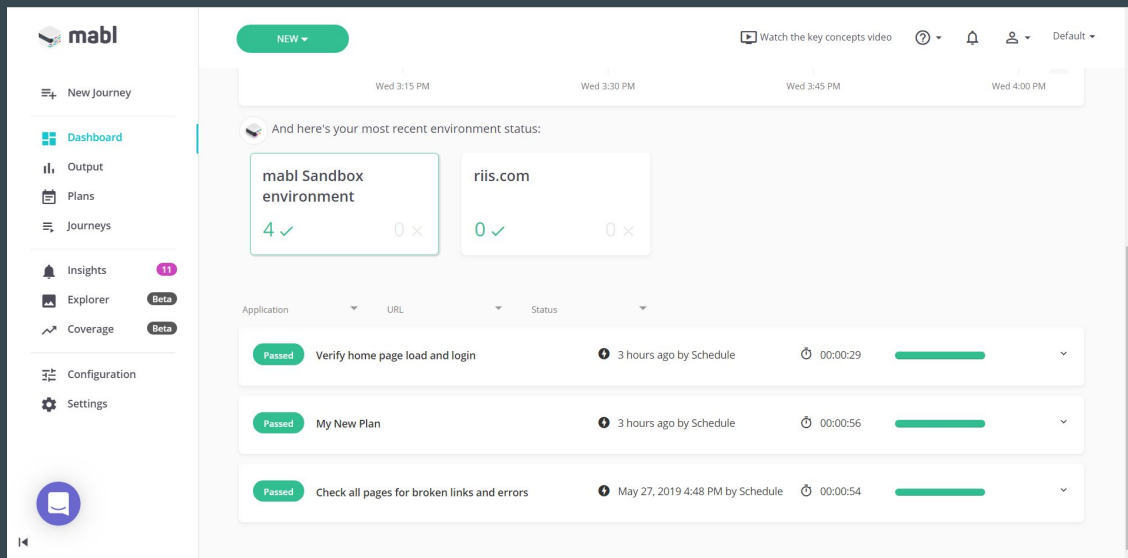 mabl
NEW
Watch the key concepts video
Default
New Journey
Dashboard
Output
Plans
Journeys
Insights 11
Explorer Beta
Coverage Beta
Configuration
Settings
Wed 3:15 PM Wed 3:30 PM Wed 3:45 PM Wed 4:00 PM
And here's your most recent environment status:
mabl Sandbox
environment
4 0
riis.com
0 0
Application URL Status
Passed Verify home page load and login 3 hours ago by Schedule 00:00:29
Passed My New Plan 3 hours ago by Schedule 00:00:56
Passed Check all pages for broken links and errors May 27, 2019 4:48 PM by Schedule 00:00:54